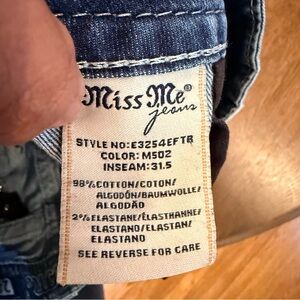 Miss Me®
jeans
STYLE NO:E3254EFTR
COLOR: M502
INSEAM:31.5
98%COTTON/COTON/
ALGODÓN/BAUMWOLLE/
ALGODÃO
2%ELASTANE/ÉLASTHANNE/
ELASTANO/ELASTAN/
ELASTANO
SEE REVERSE FOR CARE